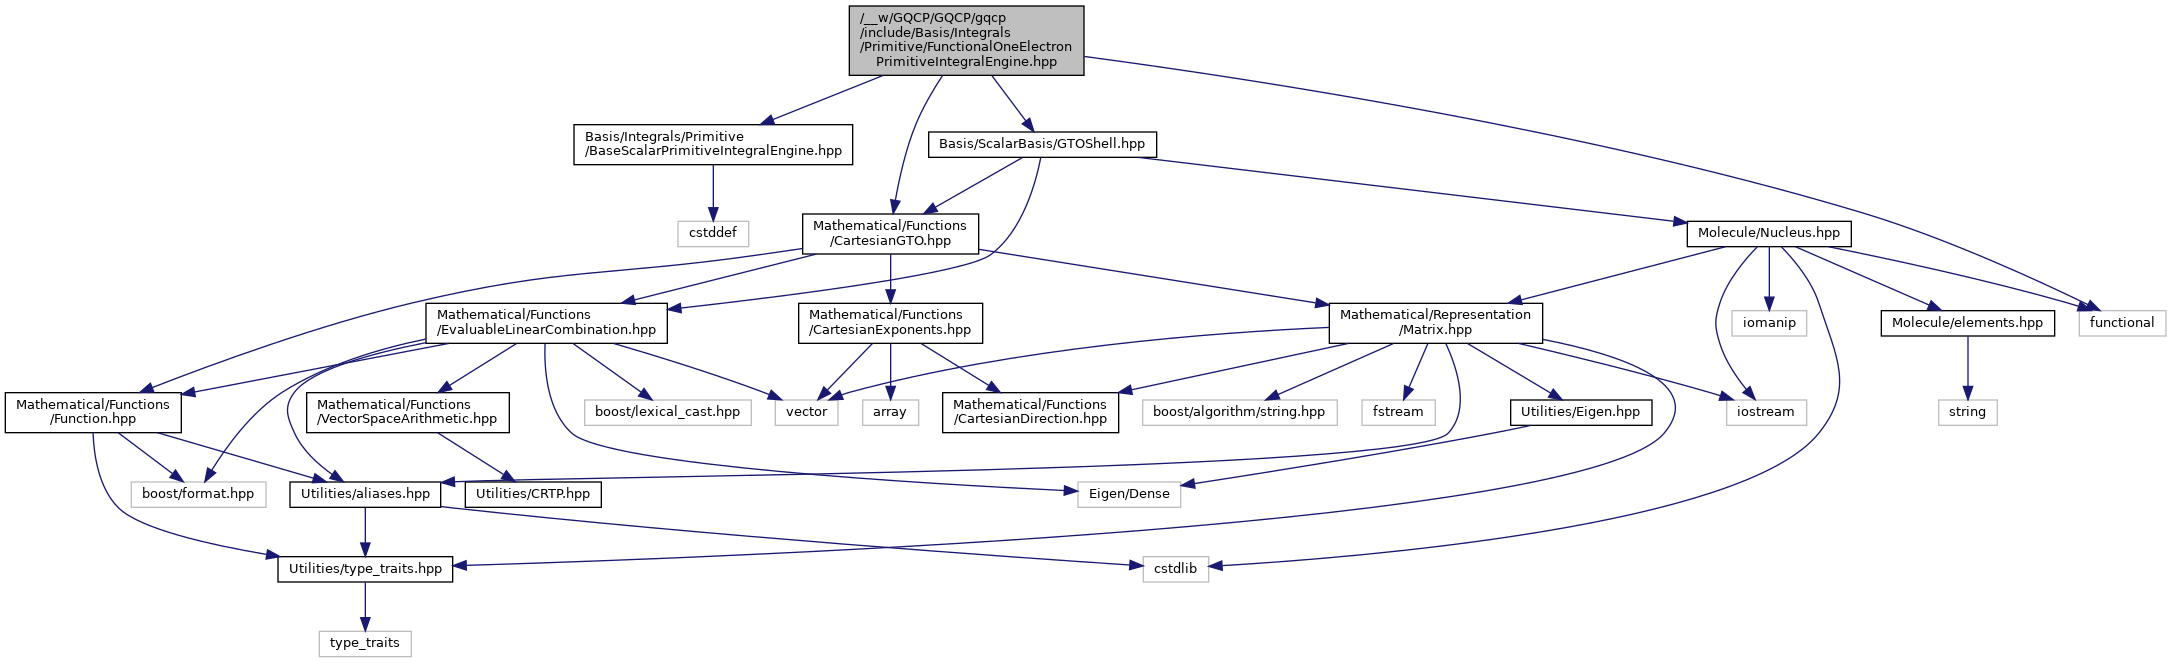 /__w/GQCP/GQCP/gqcp
/include/Basis/Integrals
/Primitive/FunctionalOneElectron
PrimitiveIntegralEngine.hpp
Basis/Integrals/Primitive
/BaseScalarPrimitiveIntegralEngine.hpp
Basis/ScalarBasis/GTOShell.hpp
cstddef
Mathematical/Functions
/CartesianGTO.hpp
Molecule/Nucleus.hpp
Mathematical/Functions
/EvaluableLinearCombination.hpp
Mathematical/Functions
/CartesianExponents.hpp
Mathematical/Representation
/Matrix.hpp
iomanip
Molecule/elements.hpp
functional
Mathematical/Functions
/Function.hpp
Mathematical/Functions
/VectorSpaceArithmetic.hpp
boost/lexical_cast.hpp
vector
array
Mathematical/Functions
/CartesianDirection.hpp
boost/algorithm/string.hpp
fstream
Utilities/Eigen.hpp
iostream
string
boost/format.hpp
Utilities/aliases.hpp
Utilities/CRTP.hpp
Eigen/Dense
Utilities/type_traits.hpp
cstdlib
type_traits